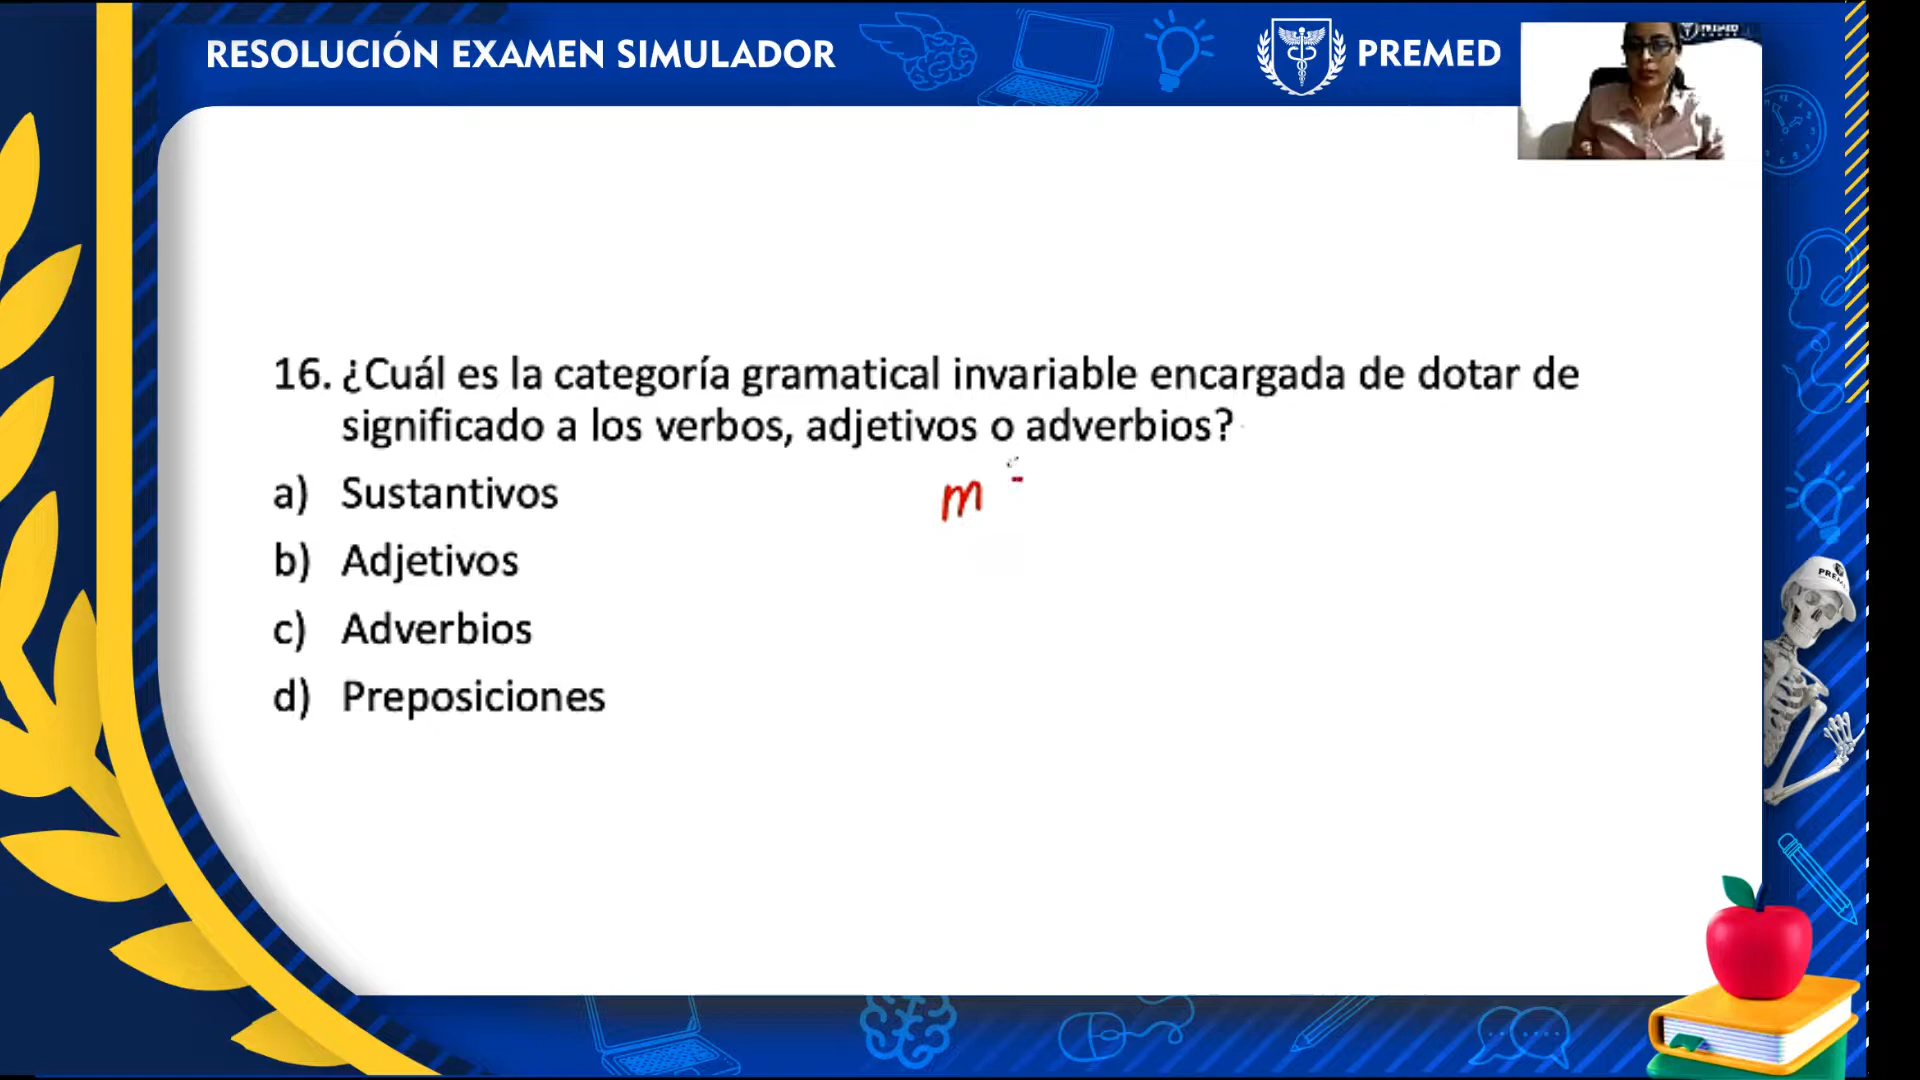 RESOLUCIÓN EXAMEN SIMULADOR
PREMED
16. ¿Cuál es la categoría gramatical invariable encargada de dotar de
significado a los verbos, adjetivos o adverbios?
a) Sustantivos
b) Adjetivos
c) Adverbios
d) Preposiciones
m